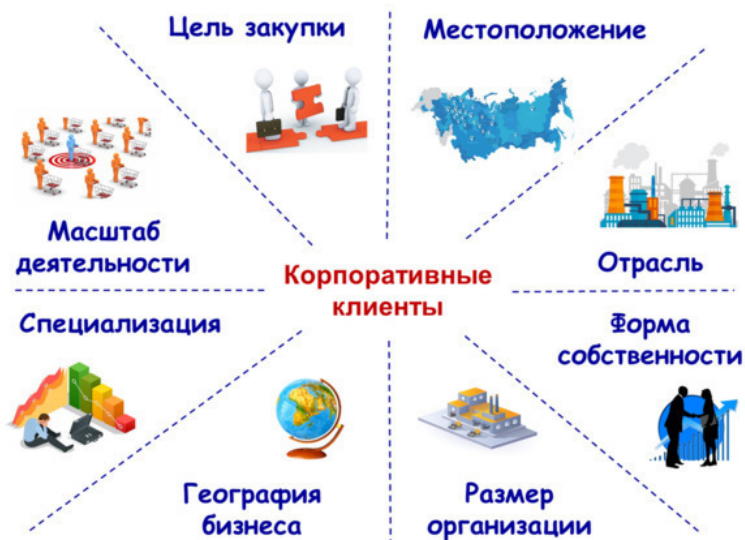 Цель закупки
Местоположение
Масштаб
деятельности
Отрасль
Корпоративные
клиенты
Специализация
Форма
собственности
География
бизнеса
Размер
организации